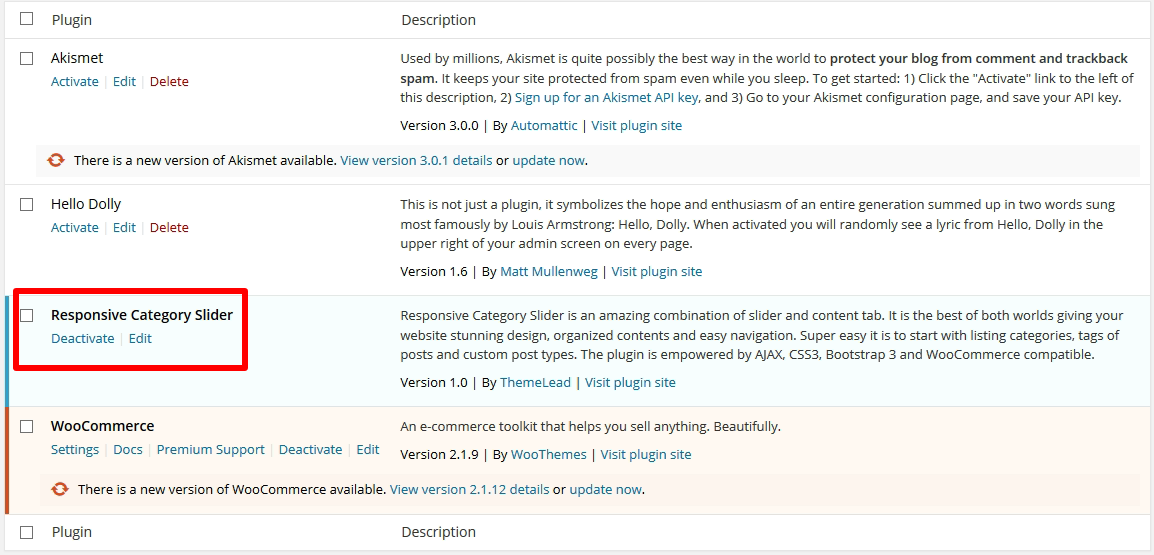 Plugin Description
Akismet
Activate | Edit | Delete
Used by millions, Akismet is quite possibly the best way in the world to protect your blog from comment and trackback
spam. It keeps your site protected from spam even while you sleep. To get started: 1) Click the "Activate" link to the left of
this description, 2) Sign up for an Akismet API key, and 3) Go to your Akismet configuration page, and save your API key.
Version 3.0.0 | By Automattic | Visit plugin site
There is a new version of Akismet available. View version 3.0.1 details or update now.
Hello Dolly
Activate | Edit | Delete
This is not just a plugin, it symbolizes the hope and enthusiasm of an entire generation summed up in two words sung
most famously by Louis Armstrong: Hello, Dolly. When activated you will randomly see a lyric from Hello, Dolly in the
upper right of your admin screen on every page.
Version 1.6 | By Matt Mullenweg | Visit plugin site
Responsive Category Slider
Deactivate | Edit
Responsive Category Slider is an amazing combination of slider and content tab. It is the best of both worlds giving your
website stunning design, organized contents and easy navigation. Super easy it is to start with listing categories, tags of
posts and custom post types. The plugin is empowered by AJAX, CSS3, Bootstrap 3 and WooCommerce compatible.
Version 1.0 | By ThemeLead | Visit plugin site
WooCommerce
Settings | Docs | Premium Support | Deactivate | Edit
An e-commerce toolkit that helps you sell anything. Beautifully.
Version 2.1.9 | By WooThemes | Visit plugin site
There is a new version of WooCommerce available. View version 2.1.12 details or update now.
Plugin Description